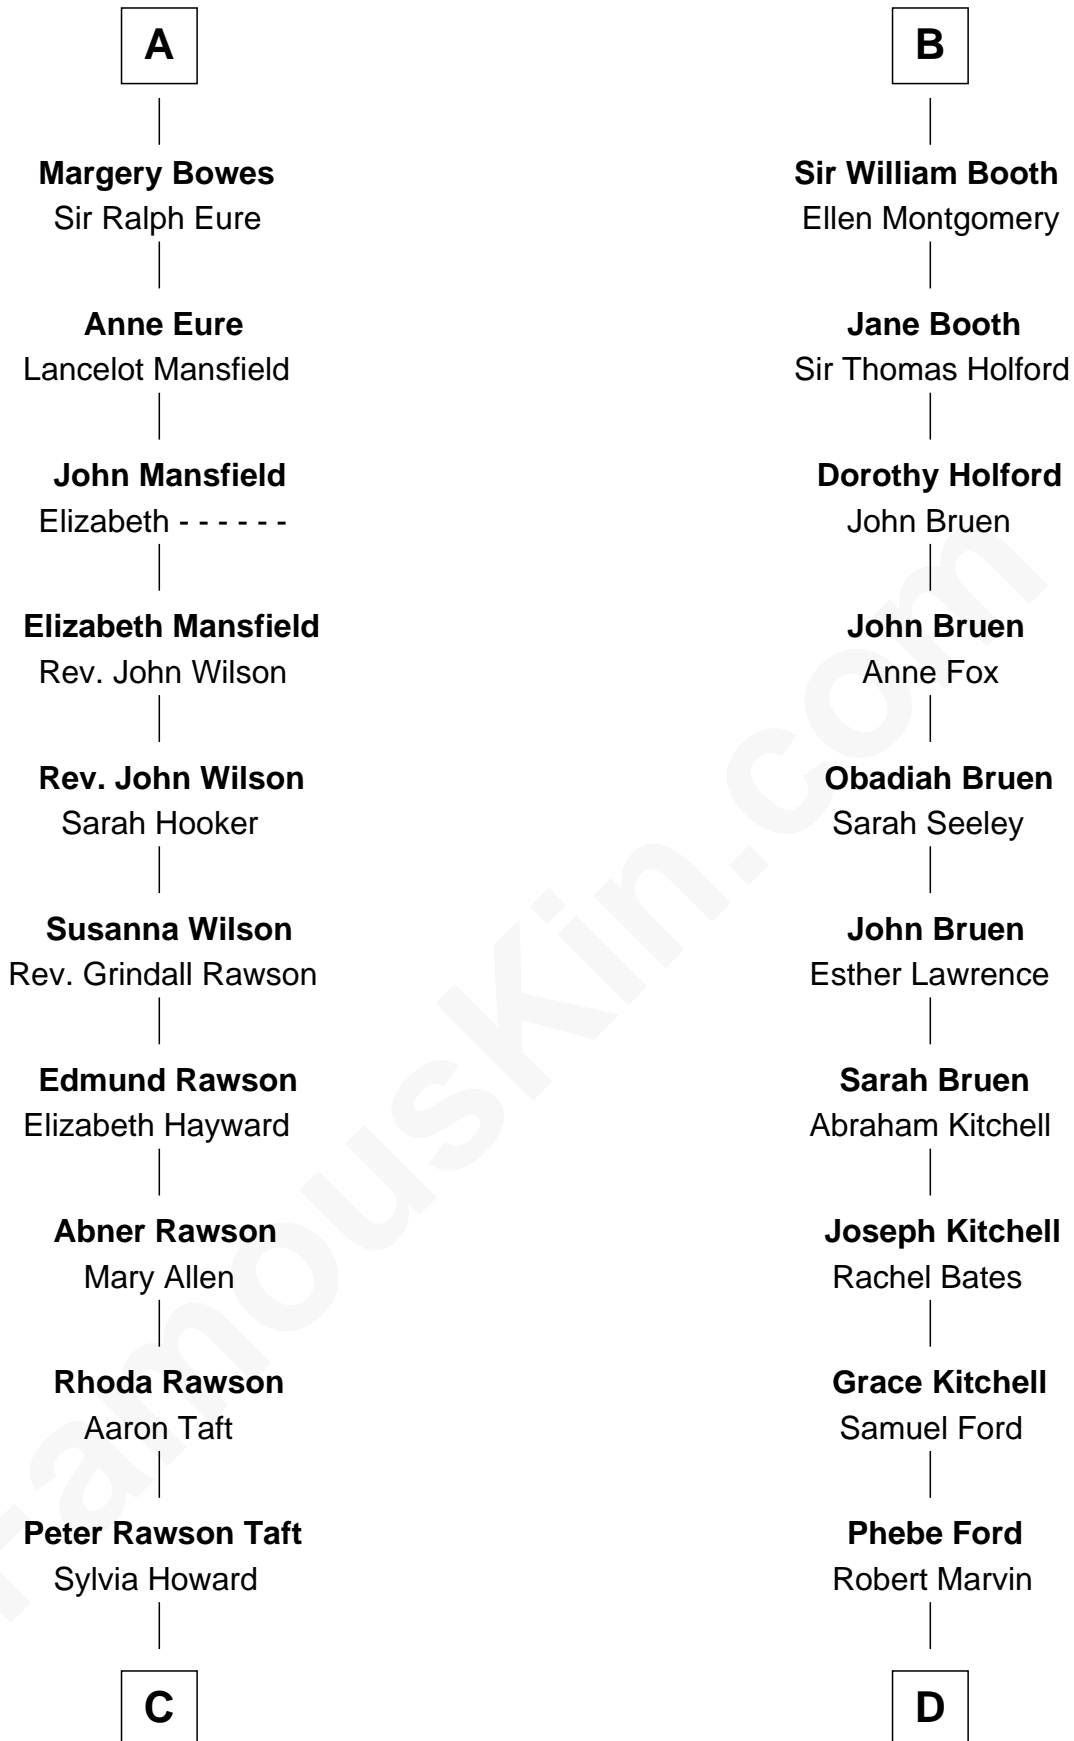 A
Margery Bowes
Sir Ralph Eure
Anne Eure
Lancelot Mansfield
John Mansfield
Elizabeth - - - - - -
Elizabeth Mansfield
Rev. John Wilson
Rev. John Wilson
Sarah Hooker
Susanna Wilson
Rev. Grindall Rawson
Edmund Rawson
Elizabeth Hayward
Abner Rawson
Mary Allen
Rhoda Rawson
Aaron Taft
Peter Rawson Taft
Sylvia Howard
C
B
Sir William Booth
Ellen Montgomery
Jane Booth
Sir Thomas Holford
Dorothy Holford
John Bruen
John Bruen
Anne Fox
Obadiah Bruen
Sarah Seeley
John Bruen
Esther Lawrence
Sarah Bruen
Abraham Kitchell
Joseph Kitchell
Rachel Bates
Grace Kitchell
Samuel Ford
Phebe Ford
Robert Marvin
D
FamousKin.com